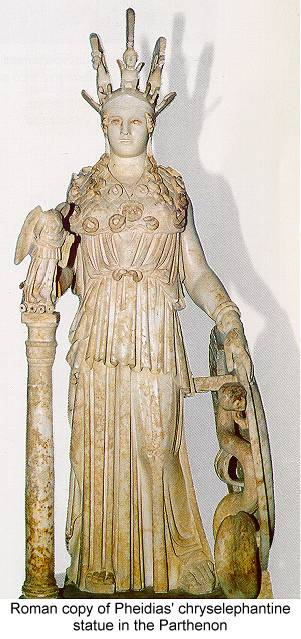 Roman copy of Pheidias' chryselephantine
statue in the Parthenon